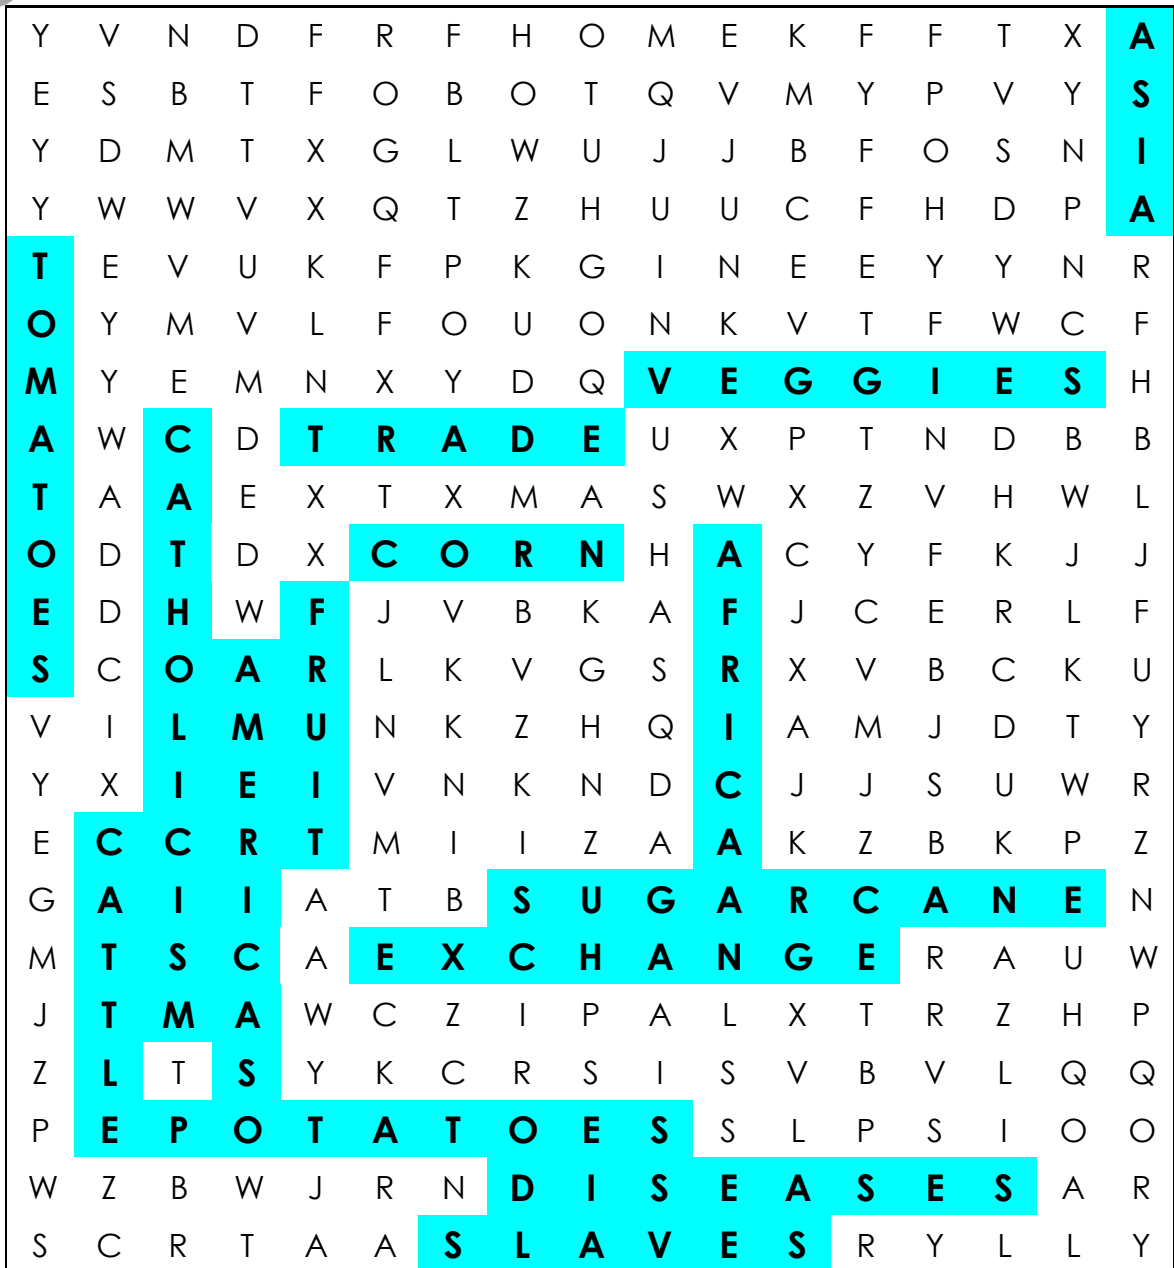 Y V N D F R F H O M E K F F T X A
E S B T F O B O T Q V M Y P V Y S
Y D M T X G L W U J J B F O S N I
Y W W V X Q T Z H U U C F H D P A
T E V U K F P K G I N E E Y Y N R
O Y M V L F O U O N K V T F W C F
M Y E M N X Y D Q V E G G I E S H
A W C D T R A D E U X P T N D B B
T A A E X T X M A S W X Z V H W L
O D T D X C O R N H A C Y F K J J
E D H W F J V B K A F J C E R L F
S C O A R L K V G S R X V B C K U
V I L M U N K Z H Q I A M J D T Y
Y X I E I V N K N D C J J S U W R
E C C R T M I I Z A A K Z B K P Z
G A I I A T B S U G A R C A N E N
M T S C A E X C H A N G E R A U W
J T M A W C Z I P A L X T R Z H P
Z L T S Y K C R S I S V B V L Q Q
P E P O T A T O E S S L P S I O O
W Z B W J R N D I S E A S E S A R
S C R T A A S L A V E S R Y L L Y